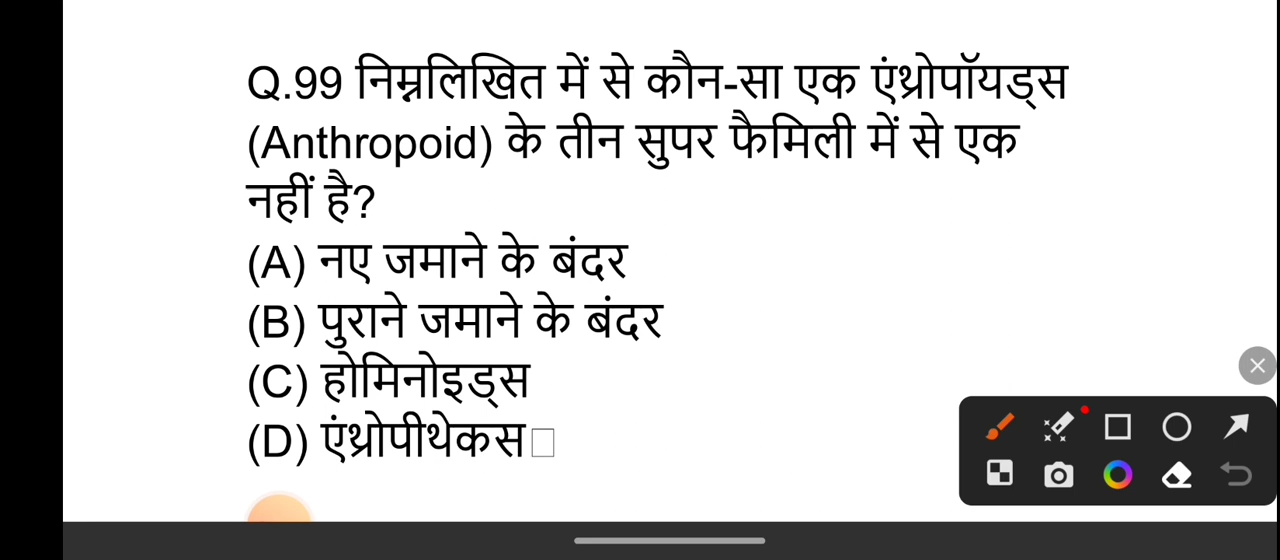 Q.99 निम्नलिखित में से कौन-सा एक एंथ्रोपॉयड्स
(Anthropoid) के तीन सुपर फैमिली में से एक
नहीं है?
(A) नए जमाने के बंदर
(B) पुराने जमाने के बंदर
(C) होमिनोइड्स
(D) एंथ्रोपीथेकस